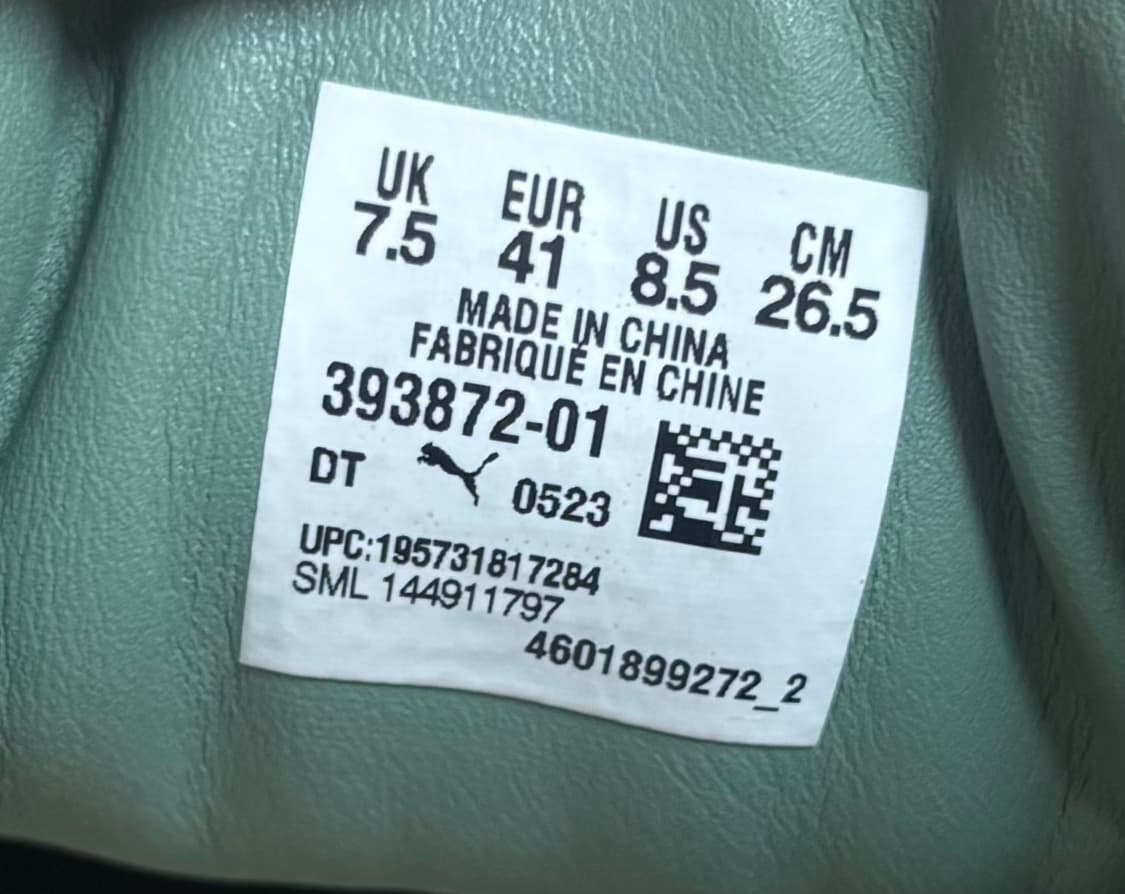 UK EUR US CM
7.5 41 8.5 26.5
MADE IN CHINA
FABRIQUÉ EN CHINE
393872-01
DT 0523
UPC:195731817284
SML 144911797
4601899272_2